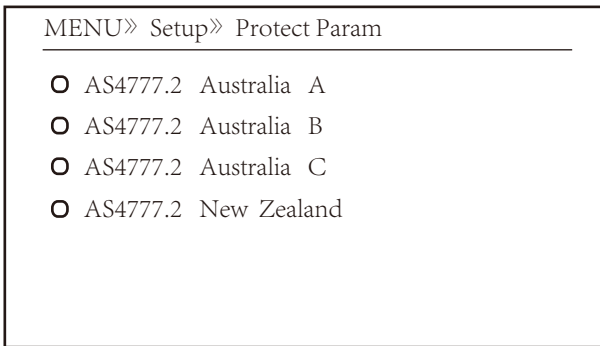 MENU》 Setup》 Protect Param
AS4777.2 Australia A
AS4777.2 Australia B
AS4777.2 Australia C
AS4777.2 New Zealand